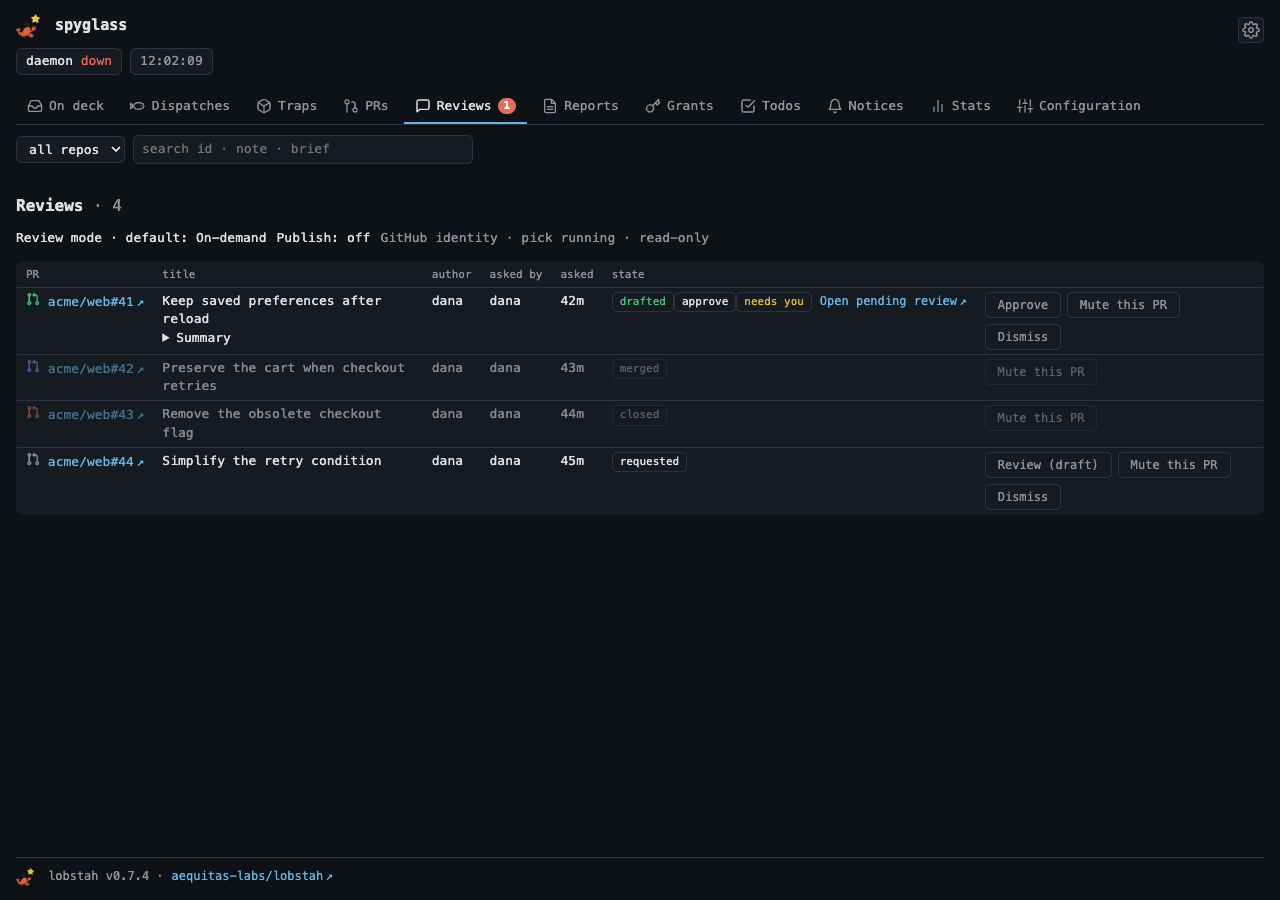 spyglass
daemon down 12:02:09
On deck Dispatches Traps PRs Reviews 1 Reports Grants Todos Notices Stats Configuration
all repos search id · note · brief
Reviews · 4
Review mode · default: On-demand Publish: off GitHub identity · pick running · read-only
PR title author asked by asked state
acme/web#41↗ Keep saved preferences after reload dana dana 42m drafted approve needs you Open pending review↗ Approve Mute this PR
▶ Summary Dismiss
acme/web#42↗ Preserve the cart when checkout retries dana dana 43m merged Mute this PR
acme/web#43↗ Remove the obsolete checkout flag dana dana 44m closed Mute this PR
acme/web#44↗ Simplify the retry condition dana dana 45m requested Review (draft) Mute this PR
Dismiss
lobstah v0.7.4 · aequitas-labs/lobstah↗